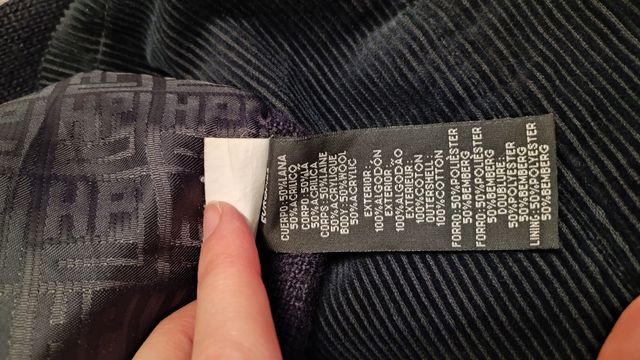 CUERPO: 50%LANA
50%ACRILICO
CORPO: 50%LÃ
50%ACRILICA
CORPS: 50%LAINE
50%ACRYLIQUE
BODY: 50%WOOL
50%ACRYLIC
EXTERIOR:
100%ALGODÓN
EXTERIOR:
100%ALGODÃO
EXTÉRIEUR:
100%COTON
OUTERSHELL:
100%COTTON
FORRO: 50%POLIÉSTER
50%BEMBERG
FORRO: 50%POLIÉSTER
50%BEMBERG
DOUBLURE:
50%POLYESTER
50%BEMBERG
LINING: 50%POLYESTER
50%BEMBERG